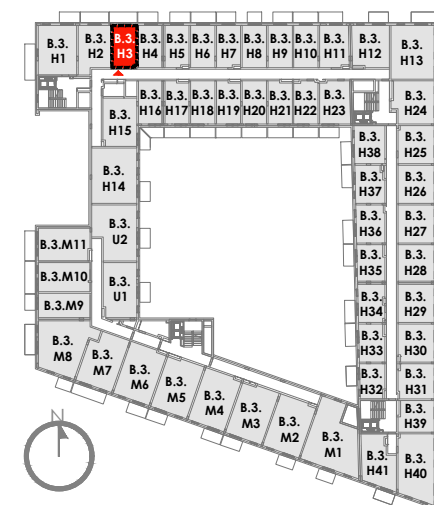 B.3.
H1
B.3.
H2
B.3.
H3
B.3.
H4
B.3.
H5
B.3.
H6
B.3.
H7
B.3.
H8
B.3.
H9
B.3.
H10
B.3.
H11
B.3.
H12
B.3.
H13
B.3.
H15
B.3.
H16
B.3.
H17
B.3.
H18
B.3.
H19
B.3.
H20
B.3.
H21
B.3.
H22
B.3.
H23
B.3.
H24
B.3.
H38
B.3.
H25
B.3.
H14
B.3.
H37
B.3.
H26
B.3.
U2
B.3.
H36
B.3.
H27
B.3.M11
B.3.
H35
B.3.
H28
B.3.M10
B.3.
U1
B.3.
H34
B.3.
H29
B.3.M9
B.3.
H33
B.3.
H30
B.3.
M8
B.3.
M7
B.3.
M6
B.3.
M5
B.3.
M4
B.3.
M3
B.3.
M2
B.3.
M1
B.3.
H32
B.3.
H31
B.3.
H39
B.3.
H41
B.3.
H40
N